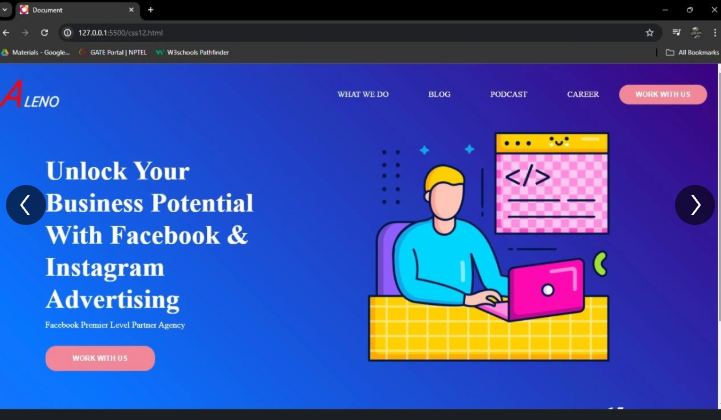 Document
127.0.0.1:5500/css12.html
Materials - Google...
GATE Portal | NPTEL
W3schools Pathfinder
All Bookmarks
ALENO
WHAT WE DO
BLOG
PODCAST
CAREER
WORK WITH US
</>
Unlock Your
Business Potential
With Facebook &
Instagram
Advertising
Facebook Premier Level Partner Agency
WORK WITH US